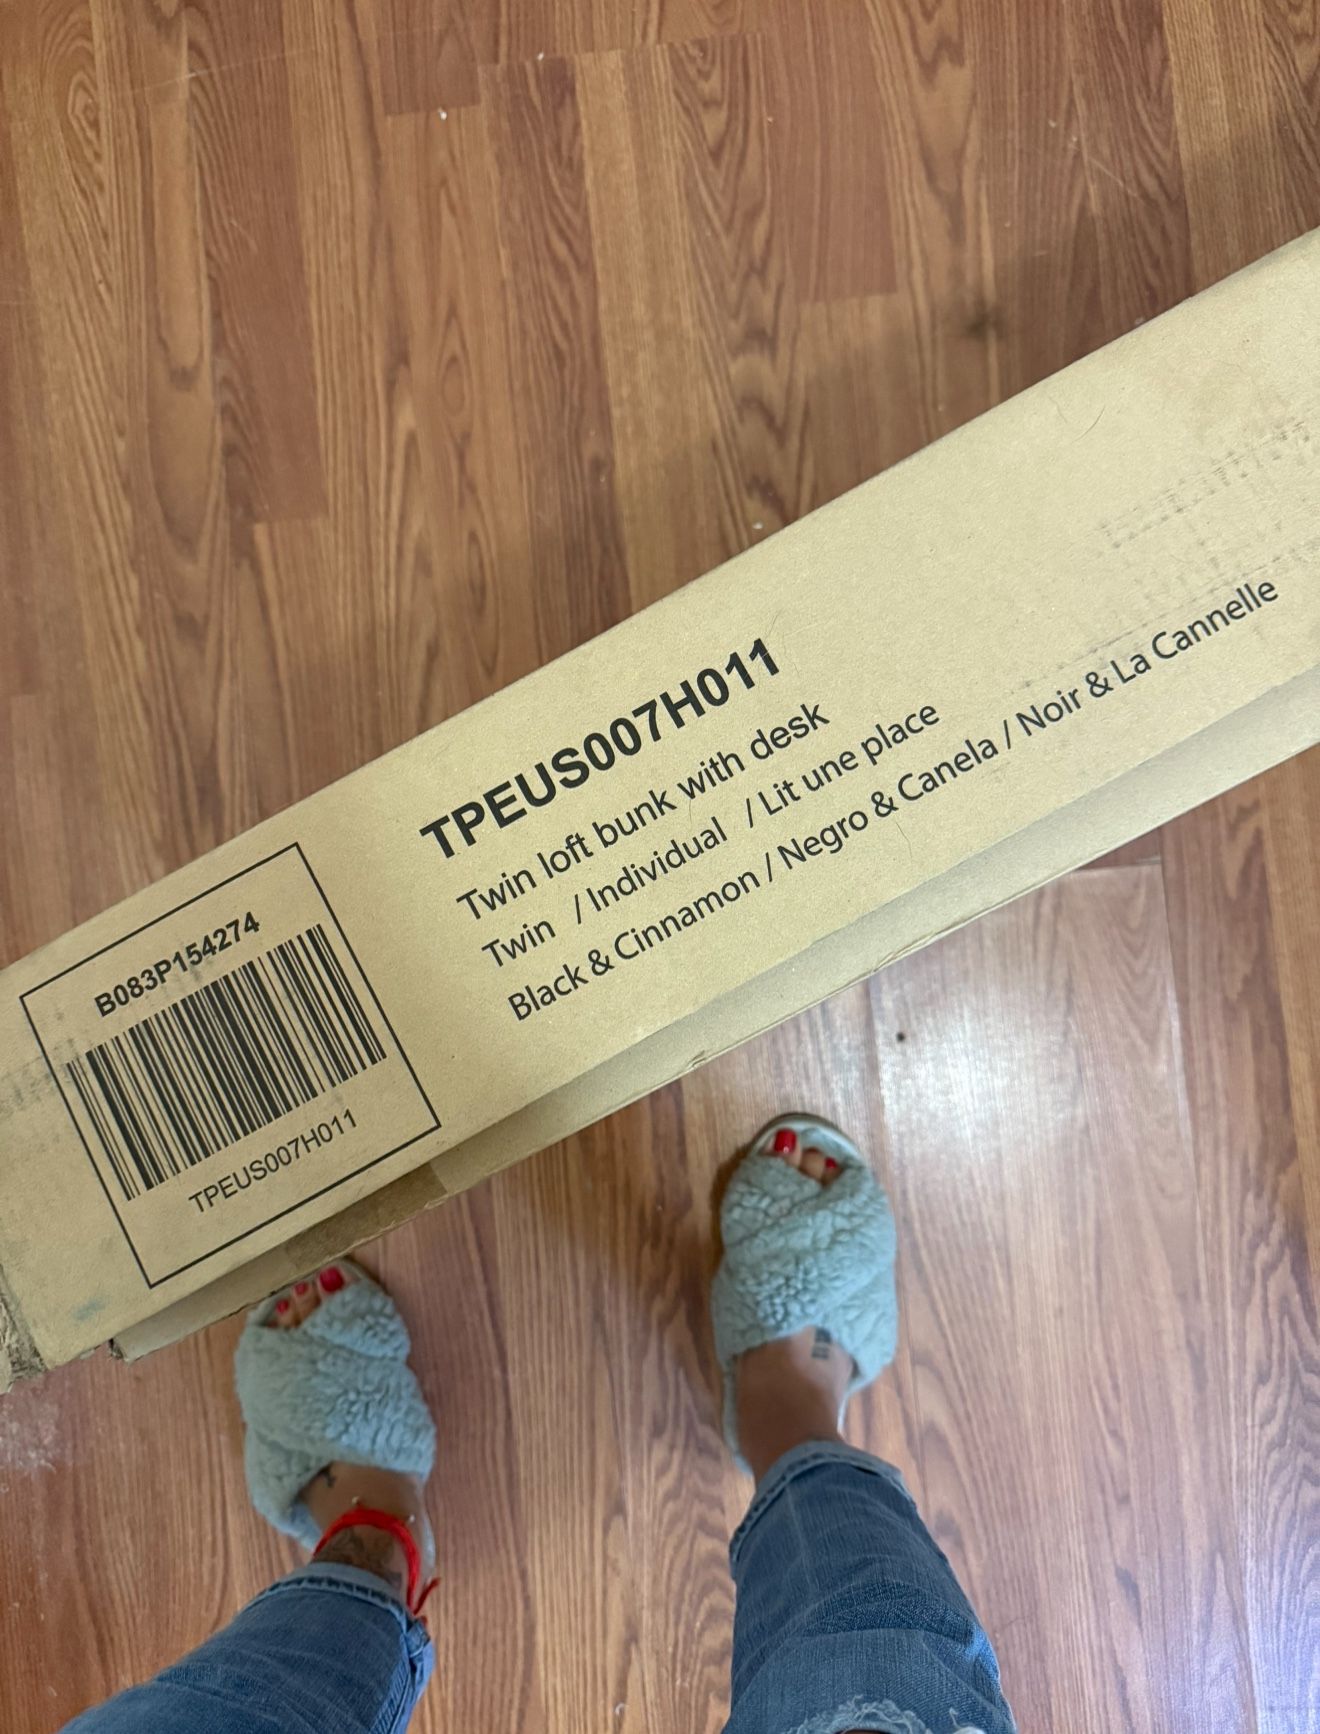 TPEUS007H011
Twin loft bunk with desk
Twin / Individual / Lit une place
Black & Cinnamon / Negro & Canela / Noir & La Cannelle
B083P154274
TPEUS007H011